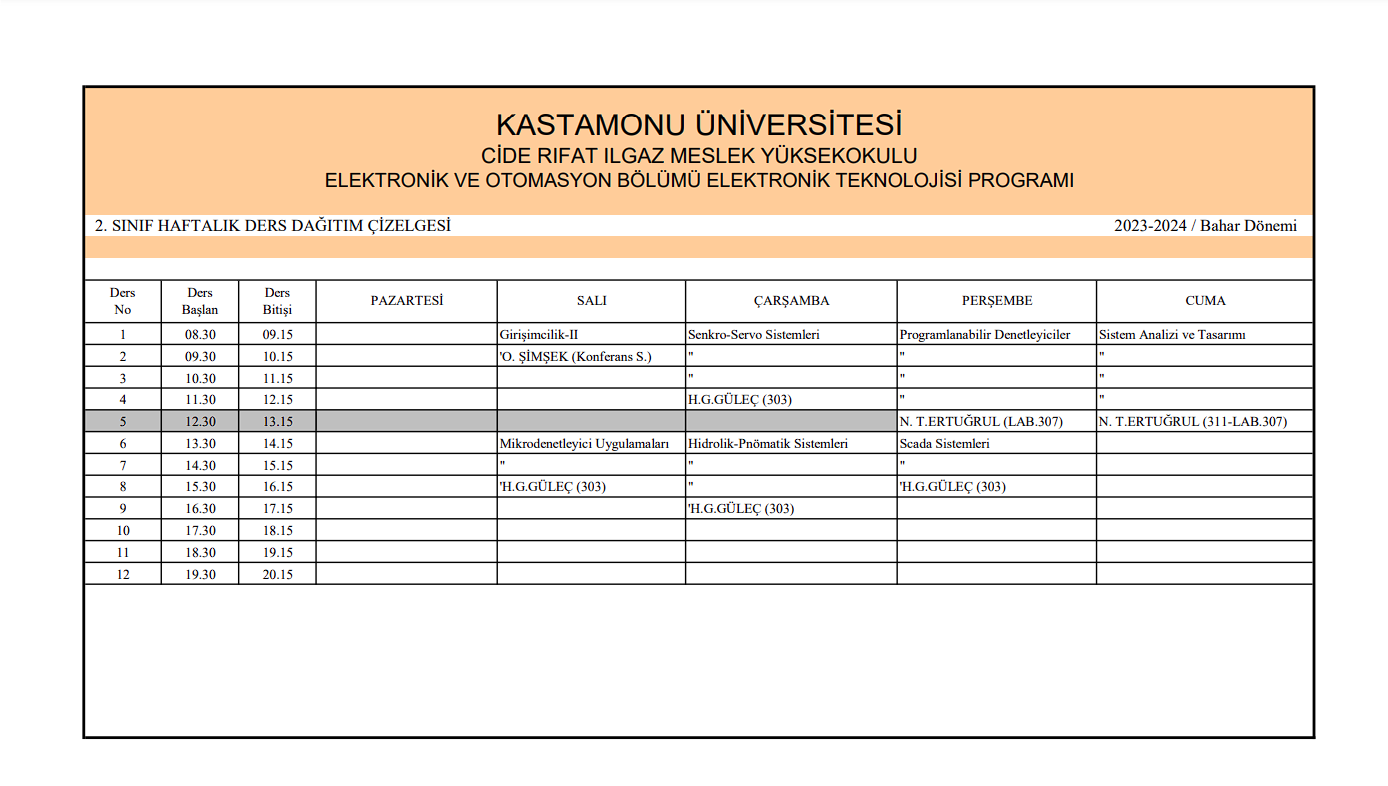 KASTAMONU ÜNİVERSİTESİ
CİDE RIFAT ILGAZ MESLEK YÜKSEKOKULU
ELEKTRONİK VE OTOMASYON BÖLÜMÜ ELEKTRONİK TEKNOLOJİSİ PROGRAMI
2. SINIF HAFTALIK DERS DAĞITIM ÇİZELGESİ 2023-2024 / Bahar Dönemi
Ders No Ders Başlan Ders Bitişi PAZARTESİ SALI ÇARŞAMBA PERŞEMBE CUMA
1 08.30 09.15 Girişimcilik-II Senkro-Servo Sistemleri Programlanabilir Denetleyiciler Sistem Analizi ve Tasarımı
2 09.30 10.15 'O. ŞİMŞEK (Konferans S.) " " "
3 10.30 11.15 " " "
4 11.30 12.15 H.G.GÜLEÇ (303) " "
5 12.30 13.15 N. T.ERTUĞRUL (LAB.307) N. T.ERTUĞRUL (311-LAB.307)
6 13.30 14.15 Mikrodenetleyici Uygulamaları Hidrolik-Pnömatik Sistemleri Scada Sistemleri
7 14.30 15.15 " " "
8 15.30 16.15 'H.G.GÜLEÇ (303) " 'H.G.GÜLEÇ (303)
9 16.30 17.15 'H.G.GÜLEÇ (303)
10 17.30 18.15
11 18.30 19.15
12 19.30 20.15